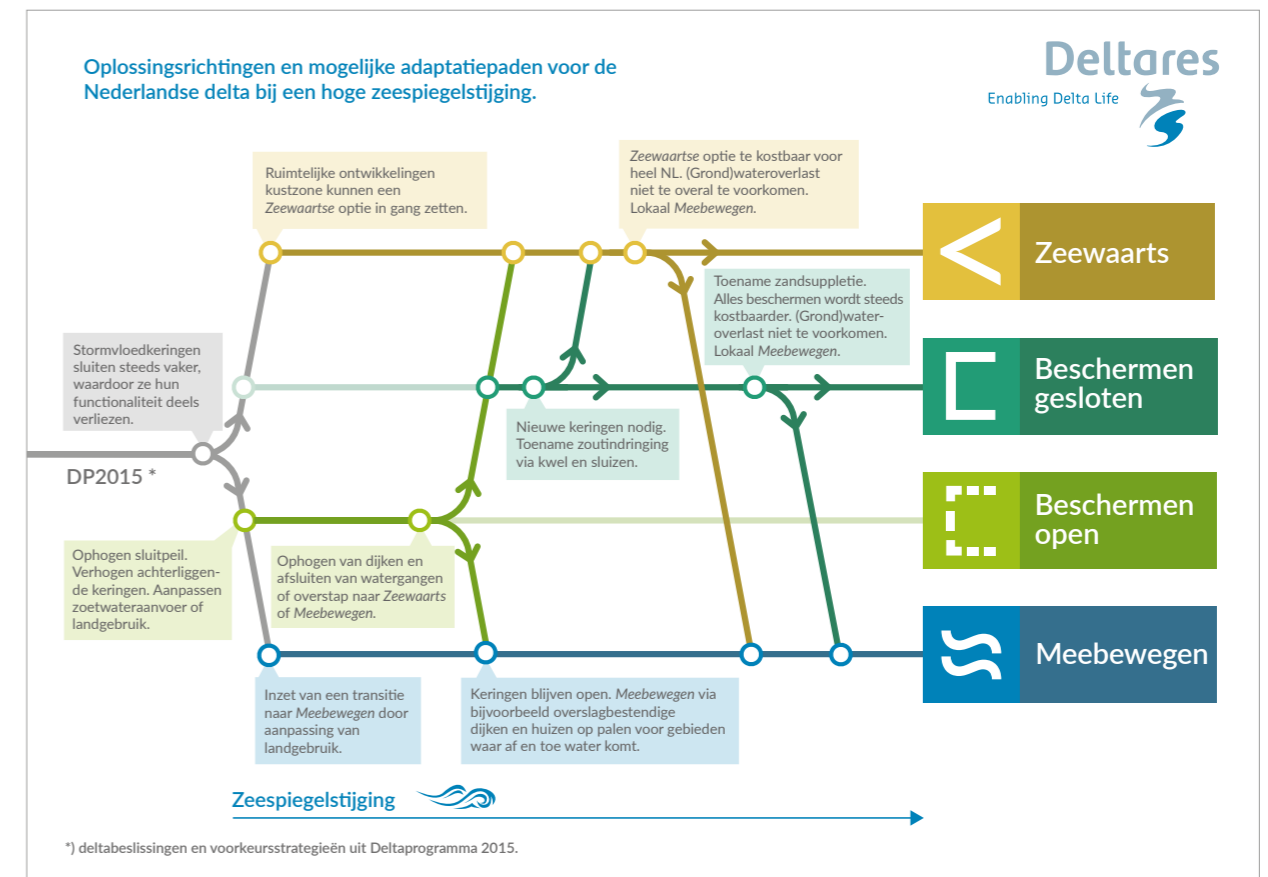 Oplossingsrichtingen en mogelijke adaptatiepaden voor de
Nederlandse delta bij een hoge zeespiegelstijging.
Deltares
Enabling Delta Life
Ruimtelijke ontwikkelingen
kustzone kunnen een
Zeewaartse optie in gang zetten.
Zeewaartse optie te kostbaar voor
heel NL. (Grond)wateroverlast
niet te overal te voorkomen.
Lokaal Meebewegen.
Zeewaarts
Toename zandsuppletie.
Alles beschermen wordt steeds
kostbaarder. (Grond)water-
overlast niet te voorkomen.
Lokaal Meebewegen.
Stormvloedkeringen
sluiten steeds vaker,
waardoor ze hun
functionaliteit deels
verliezen.
Beschermen
gesloten
Nieuwe keringen nodig.
Toename zoutindringing
via kwel en sluizen.
DP2015 *
Beschermen
open
Ophogen sluitpeil.
Verhogen achterliggen-
de keringen. Aanpassen
zoetwateraanvoer of
landgebruik.
Ophogen van dijken en
afsluiten van watergangen
of overstap naar Zeewaarts
of Meebewegen.
Meebewegen
Inzet van een transitie
naar Meebewegen door
aanpassing van
landgebruik.
Keringen blijven open. Meebewegen via
bijvoorbeeld overslagbestendige
dijken en huizen op palen voor gebieden
waar af en toe water komt.
Zeespiegelstijging
*) deltabeslissingen en voorkeursstrategieën uit Deltaprogramma 2015.